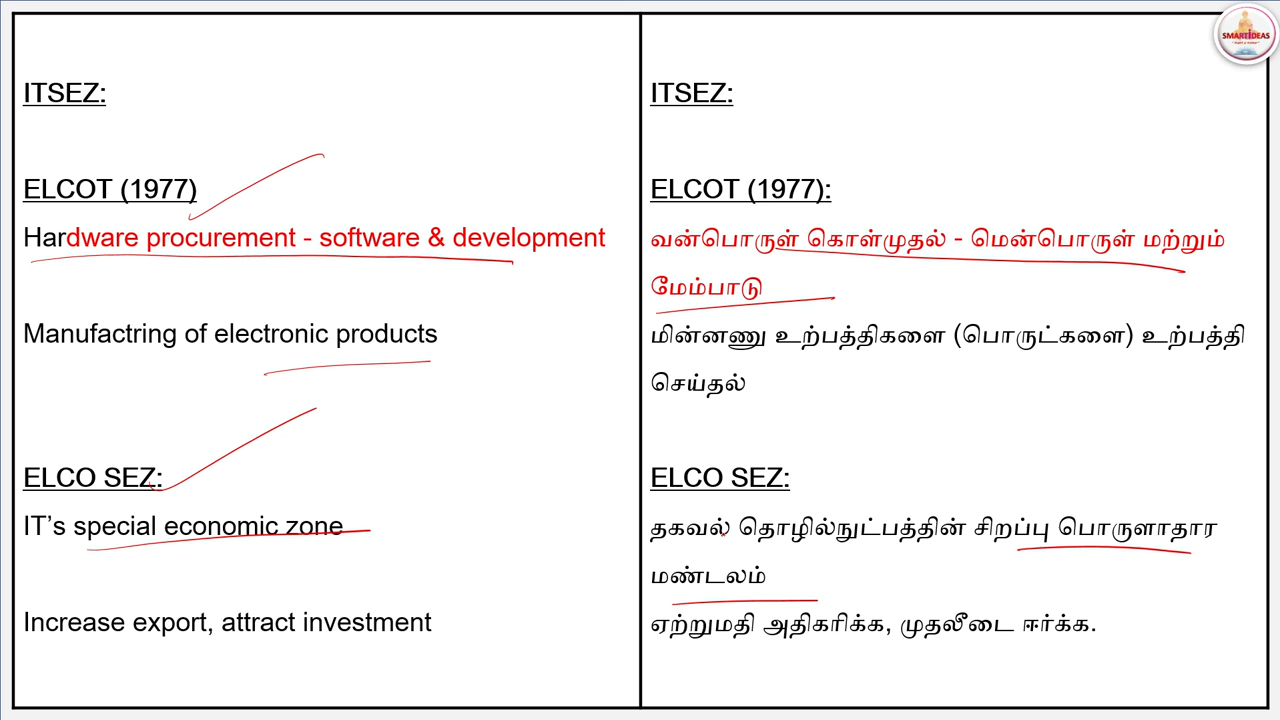 SMARTIDEAS
ITSEZ:
ELCOT (1977)
Hardware procurement - software & development
Manufactring of electronic products
ELCO SEZ:
IT’s special economic zone
Increase export, attract investment
ITSEZ:
ELCOT (1977):
வன்பொருள் கொள்முதல் - மென்பொருள் மற்றும்
மேம்பாடு
மின்னணு உற்பத்திகளை (பொருட்களை) உற்பத்தி
செய்தல்
ELCO SEZ:
தகவல் தொழில்நுட்பத்தின் சிறப்பு பொருளாதார
மண்டலம்
ஏற்றுமதி அதிகரிக்க, முதலீடை ஈர்க்க.